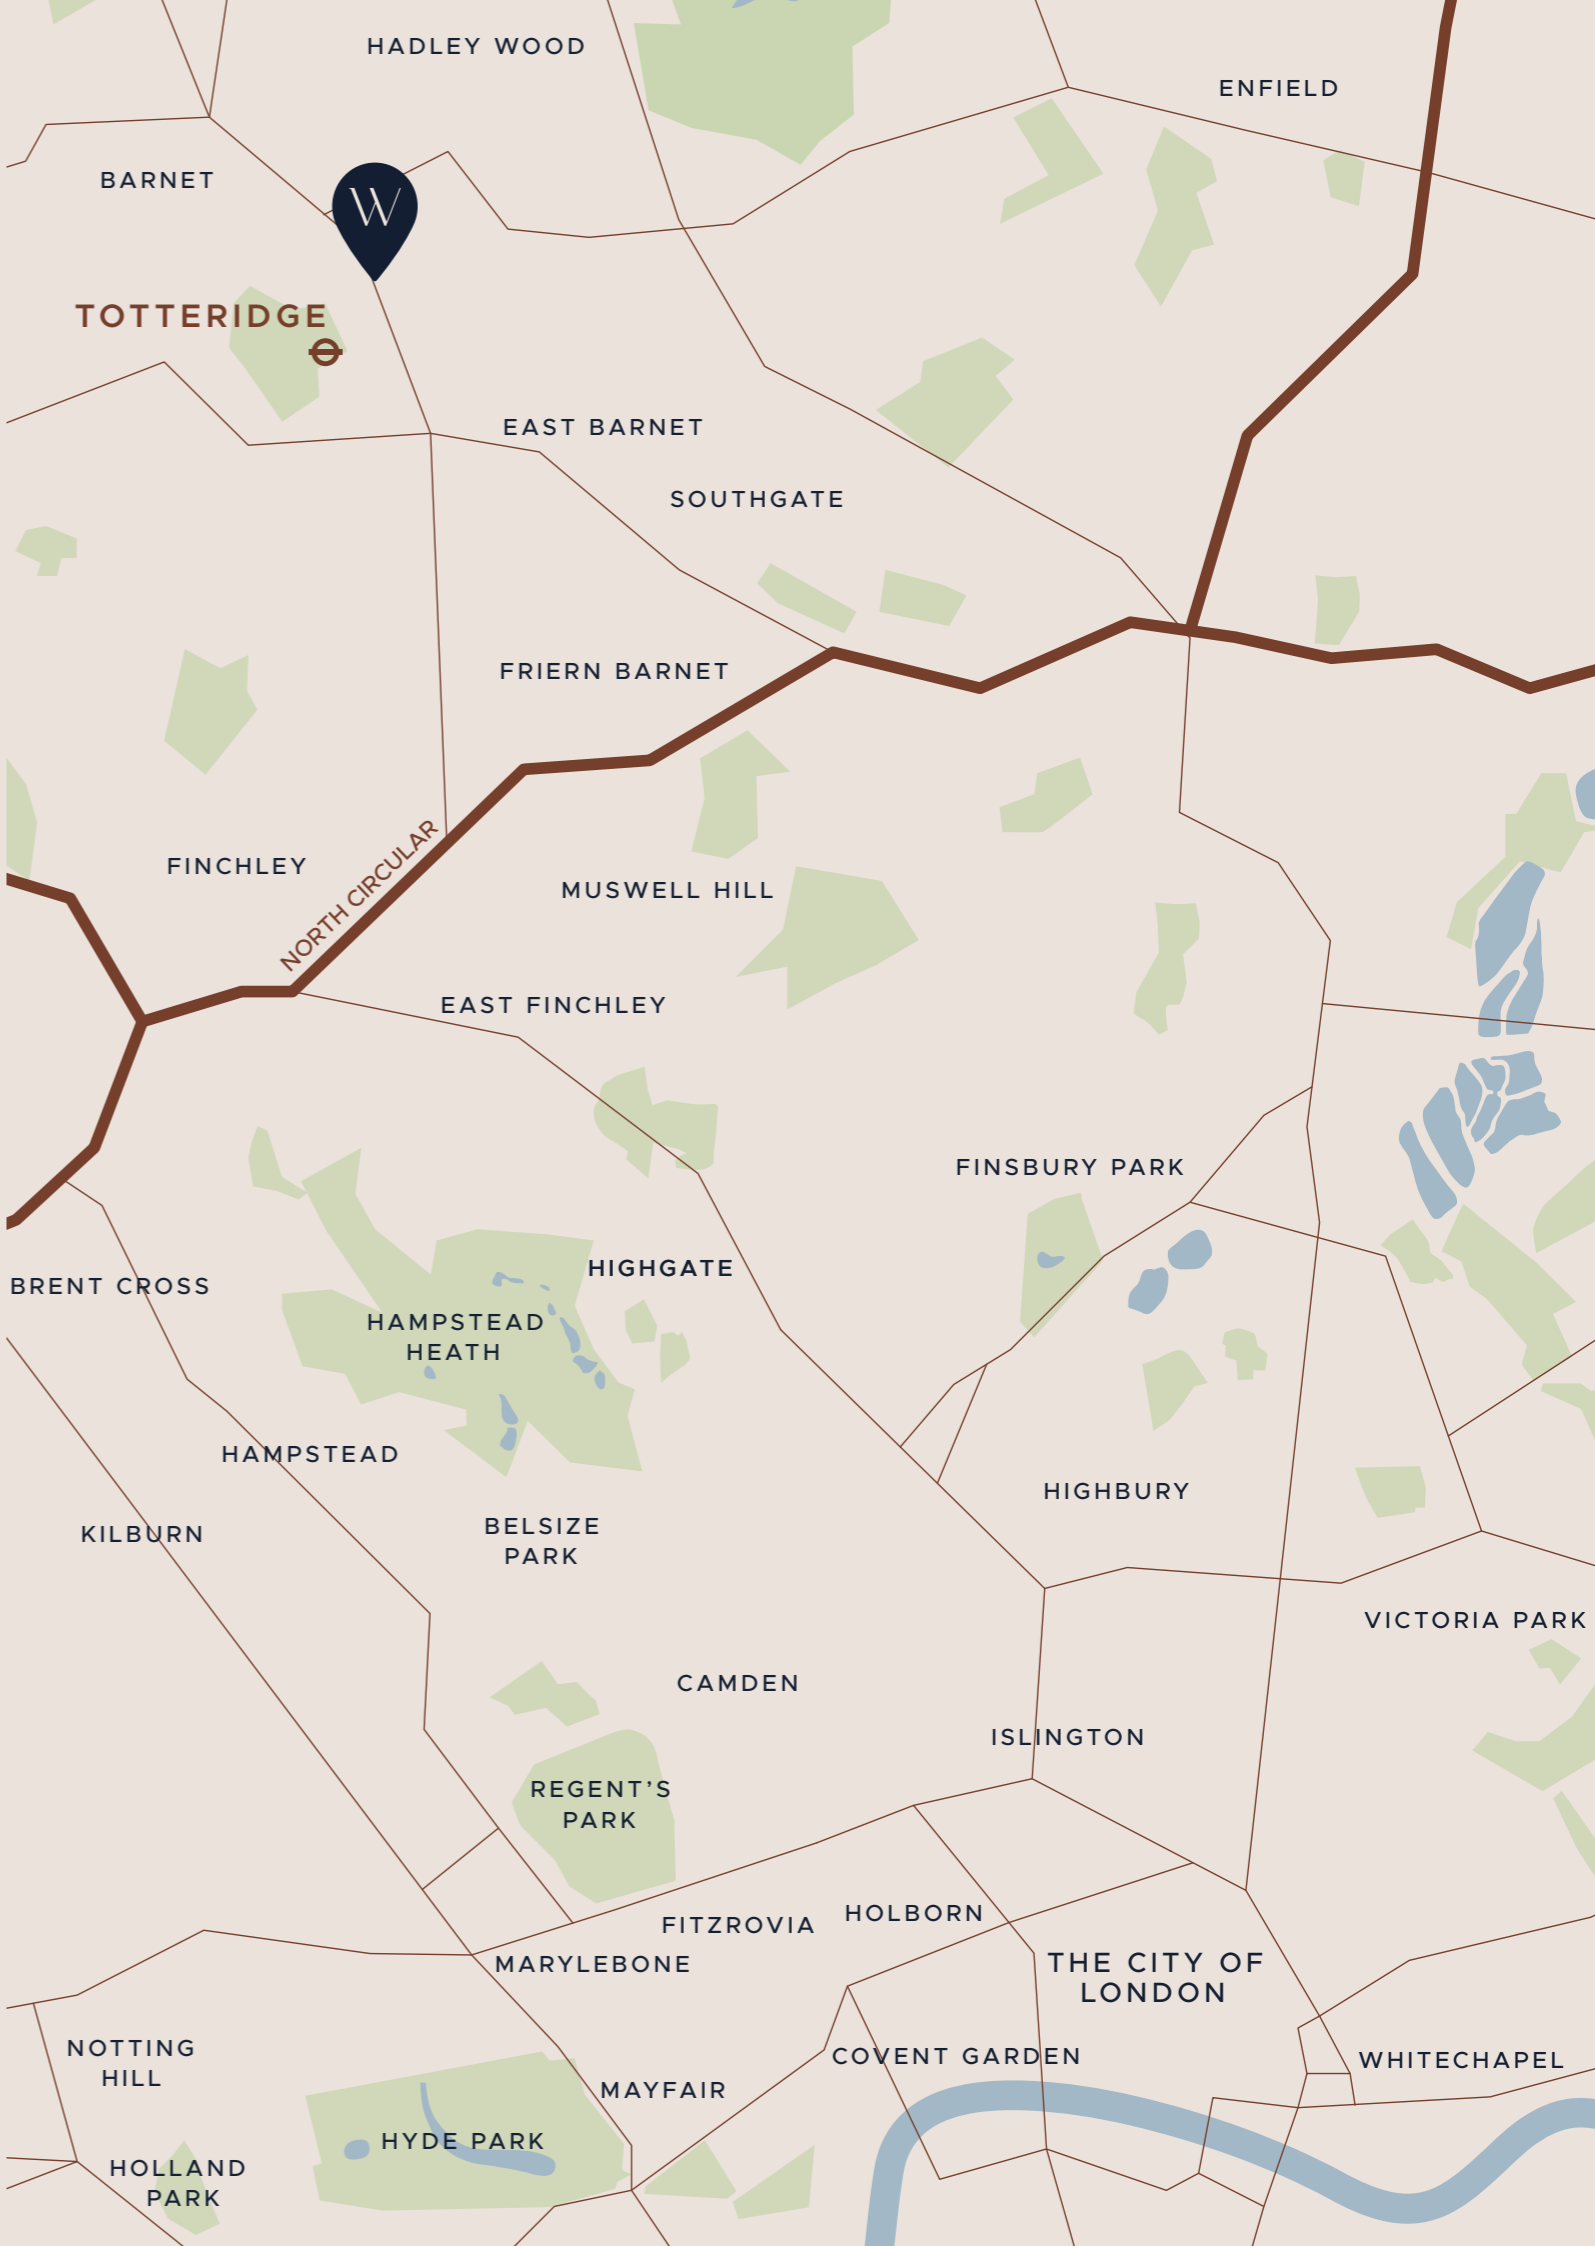 HADLEY WOOD
ENFIELD
BARNET
W
TOTTERIDGE
EAST BARNET
SOUTHGATE
FRIERN BARNET
NORTH CIRCULAR
FINCHLEY
MUSWELL HILL
EAST FINCHLEY
FINSBURY PARK
HIGHGATE
BRENT CROSS
HAMPSTEAD
HEATH
HAMPSTEAD
HIGHBURY
KILBURN
BELSIZE
PARK
VICTORIA PARK
CAMDEN
ISLINGTON
REGENT’S
PARK
HOLBORN
FITZROVIA
MARYLEBONE
THE CITY OF
LONDON
NOTTING
HILL
COVENT GARDEN
WHITECHAPEL
MAYFAIR
HYDE PARK
HOLLAND
PARK